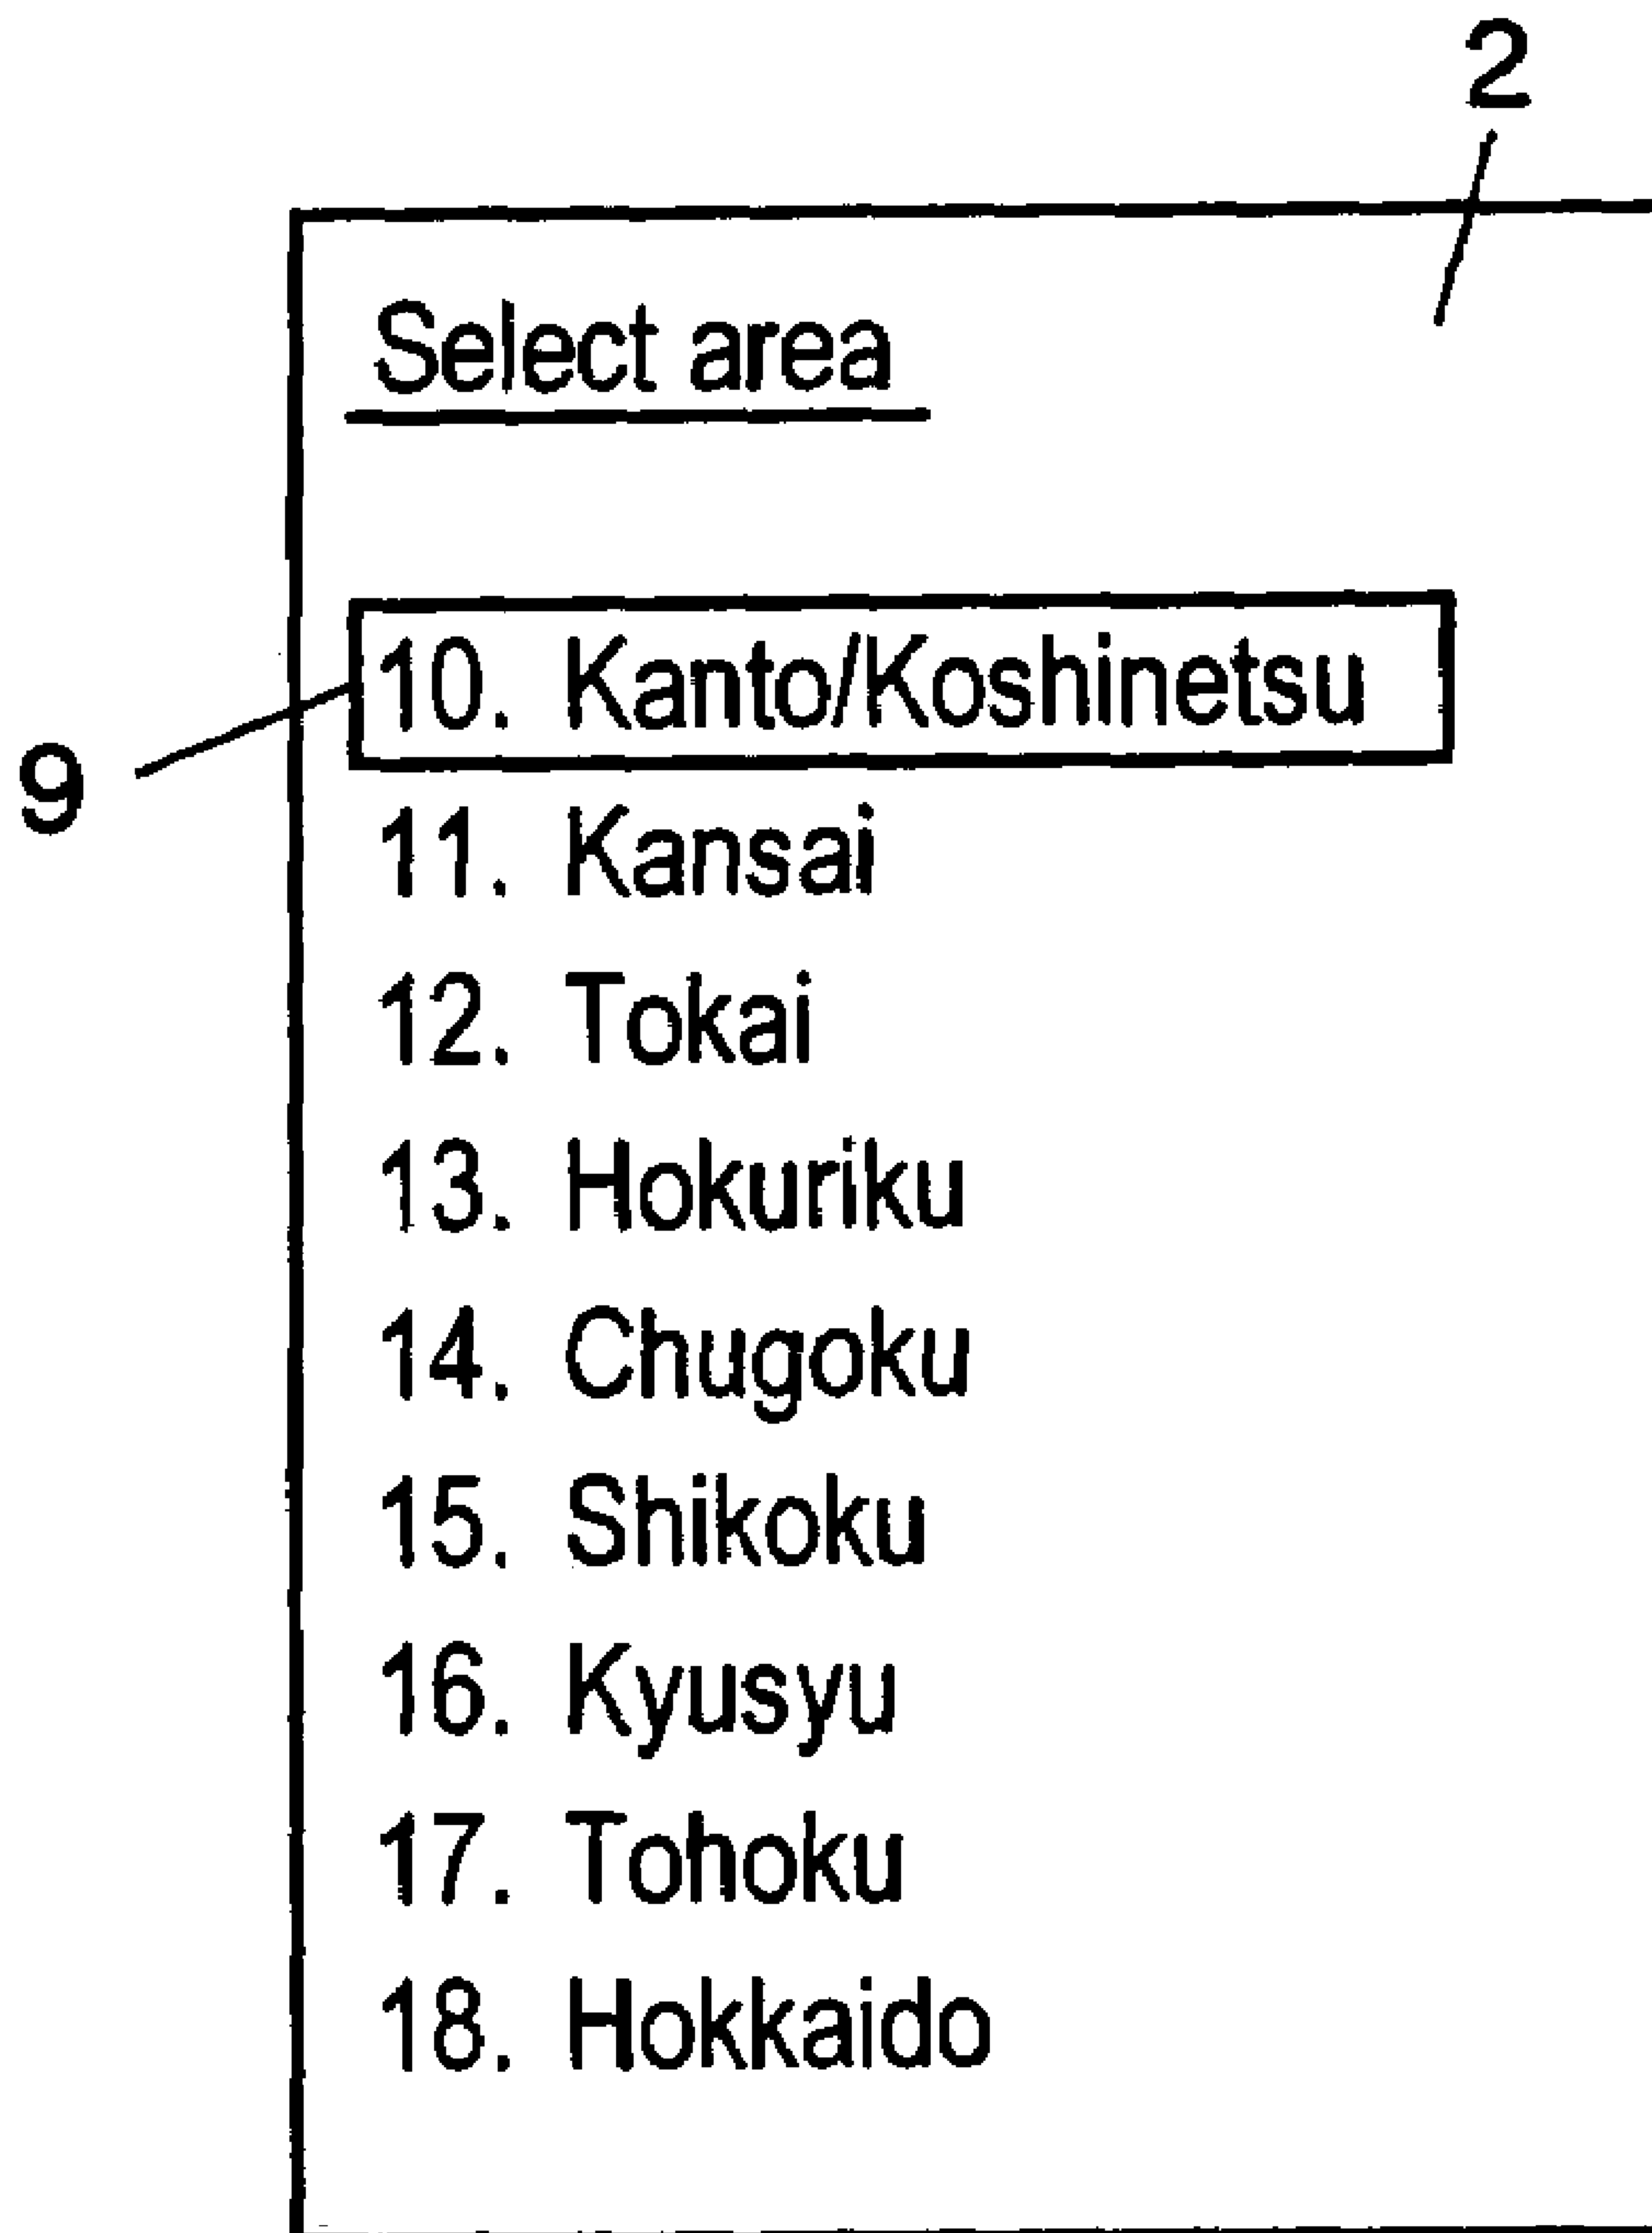 2
Select area
10. Kanto/Koshinetsu
9
11. Kansai
12. Tokai
13. Hokuriku
14. Chugoku
15. Shikoku
16. Kyusyu
17. Tohoku
18. Hokkaido